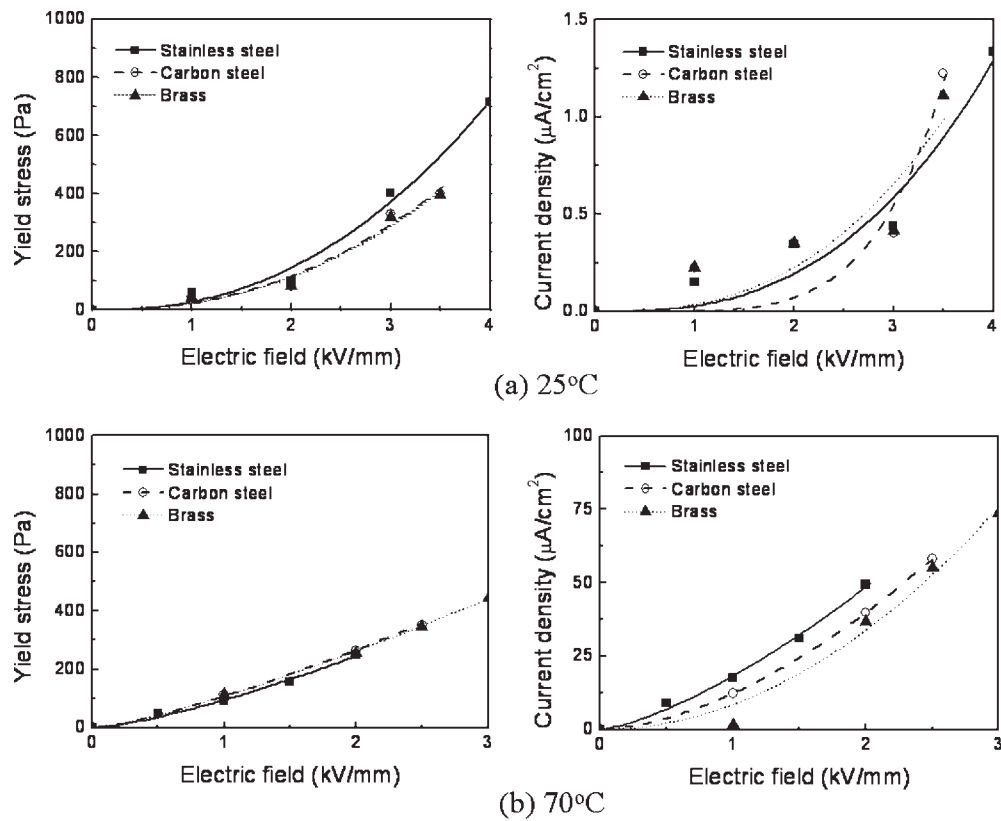 1000
800
600
400
200
0
Yield stress (Pa)
Stainless steel
Carbon steel
Brass
0 1 2 3 4
Electric field (kV/mm)
1.5
1.0
0.5
0.0
Current density (μA/cm²)
Stainless steel
Carbon steel
Brass
0 1 2 3 4
Electric field (kV/mm)
(a) 25°C
1000
800
600
400
200
0
Yield stress (Pa)
Stainless steel
Carbon steel
Brass
0 1 2 3
Electric field (kV/mm)
100
75
50
25
0
Current density (μA/cm²)
Stainless steel
Carbon steel
Brass
0 1 2 3
Electric field (kV/mm)
(b) 70°C